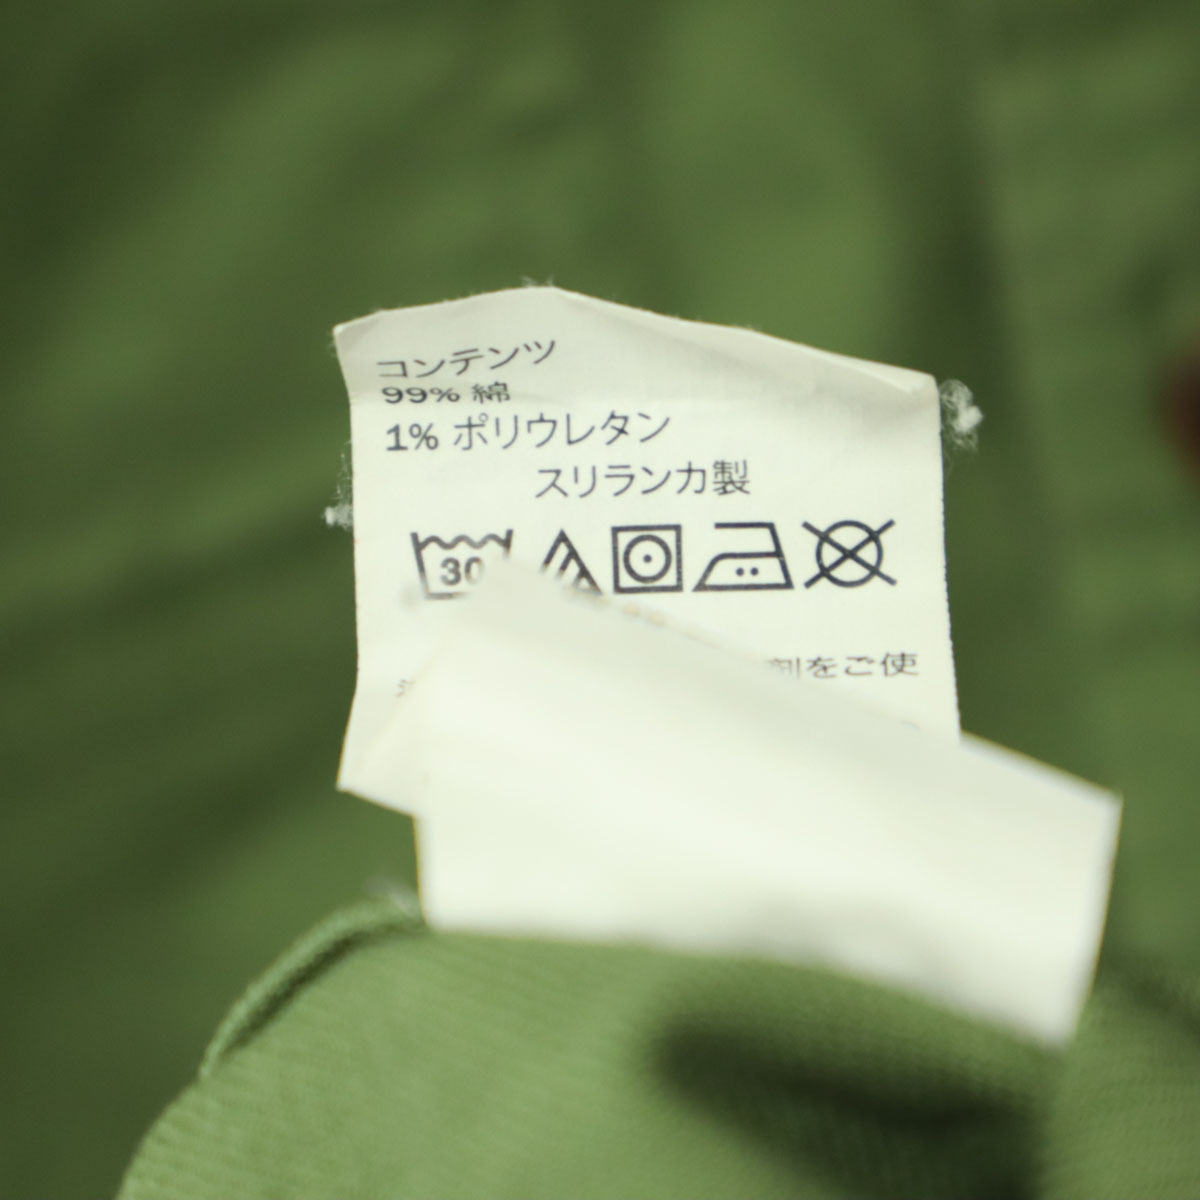 コンテンツ
99% 綿
1% ポリウレタン
スリランカ製
30
剤をご使